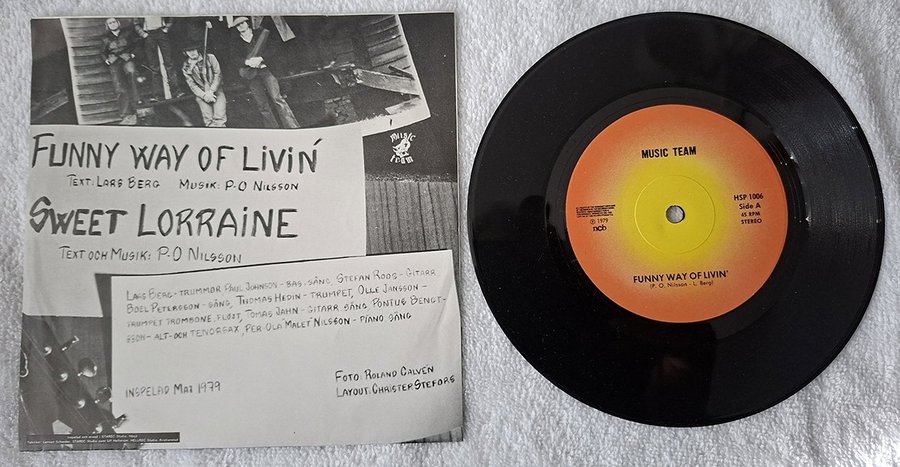 FUNNY WAY OF LIVIN'
TEXT: LARS BERG MUSIK: P-O NILSSON
SWEET LORRAINE
TEXT OCH MUSIK: P-O NILSSON
music
team
LARS BERG-TRUMMOR PAUL JOHNSON-BAS, SÅNG, STEFAN ROOS-GITARR
BOEL PETERSSON-SÅNG, THOMAS HEDIN-TRUMPET, OLLE JANSSON-
TRUMPET TROMBONE, FLÖJT, TOMAS JAHN-GITARR, SÅNG PONTUS BENGT-
SSON-ALT-OCH TENORSAX, PER-OLA MALET NILSSON-PIANO, SÅNG
INSPELAD MAJ 1979
FOTO: ROLAND CALVEN
LAYOUT: CHRISTER STEFORS
MUSIC TEAM
HSP 1006
Side A
45 RPM
STEREO
℗ 1979
ncb
FUNNY WAY OF LIVIN'
(P. O. Nilsson - L. Berg)